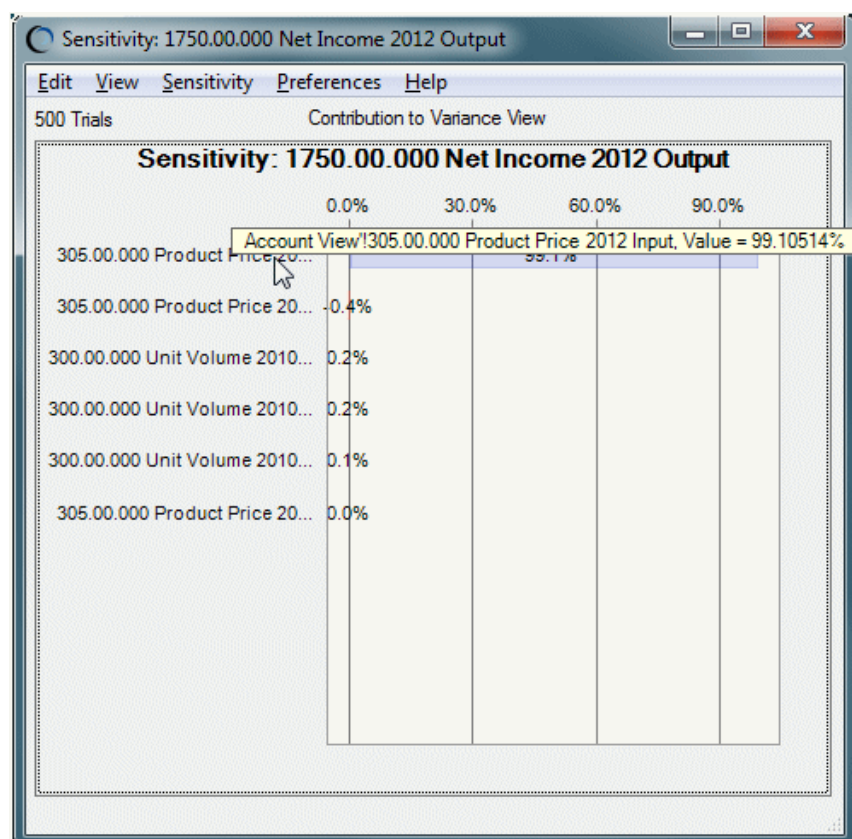 Sensitivity: 1750.00.000 Net Income 2012 Output
Edit View Sensitivity Preferences Help
500 Trials Contribution to Variance View
Sensitivity: 1750.00.000 Net Income 2012 Output
0.0% 30.0% 60.0% 90.0%
Account View'!305.00.000 Product Price 2012 Input, Value = 99.10514%
305.00.000 Product Price 20... 99.1%
305.00.000 Product Price 20... -0.4%
300.00.000 Unit Volume 2010... 0.2%
300.00.000 Unit Volume 2010... 0.2%
300.00.000 Unit Volume 2010... 0.1%
305.00.000 Product Price 20... 0.0%